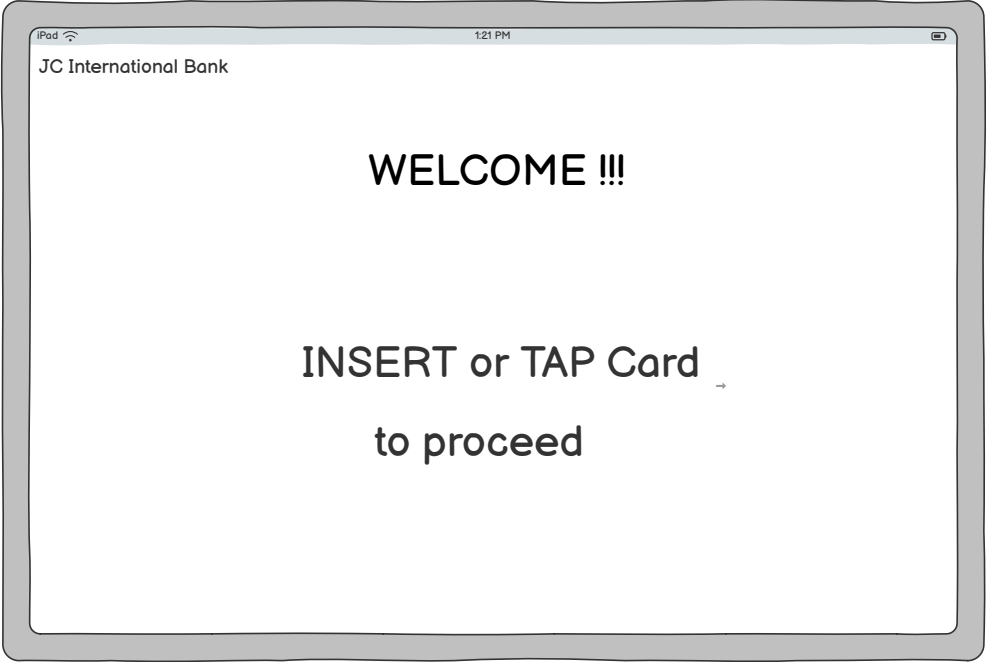 iPad 1:21 PM
JC International Bank
WELCOME !!!
INSERT or TAP Card
to proceed